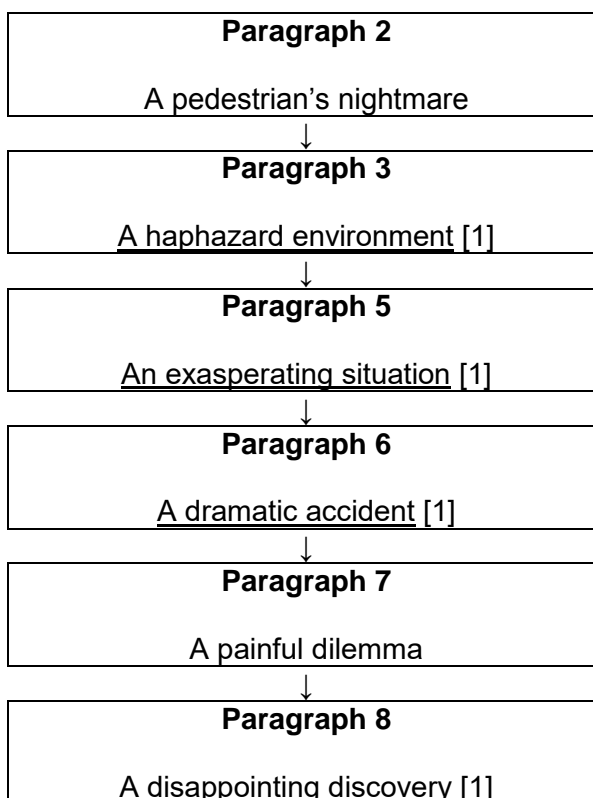 Paragraph 2
A pedestrian’s nightmare
↓
Paragraph 3
A haphazard environment [1]
↓
Paragraph 5
An exasperating situation [1]
↓
Paragraph 6
A dramatic accident [1]
↓
Paragraph 7
A painful dilemma
↓
Paragraph 8
A disappointing discovery [1]